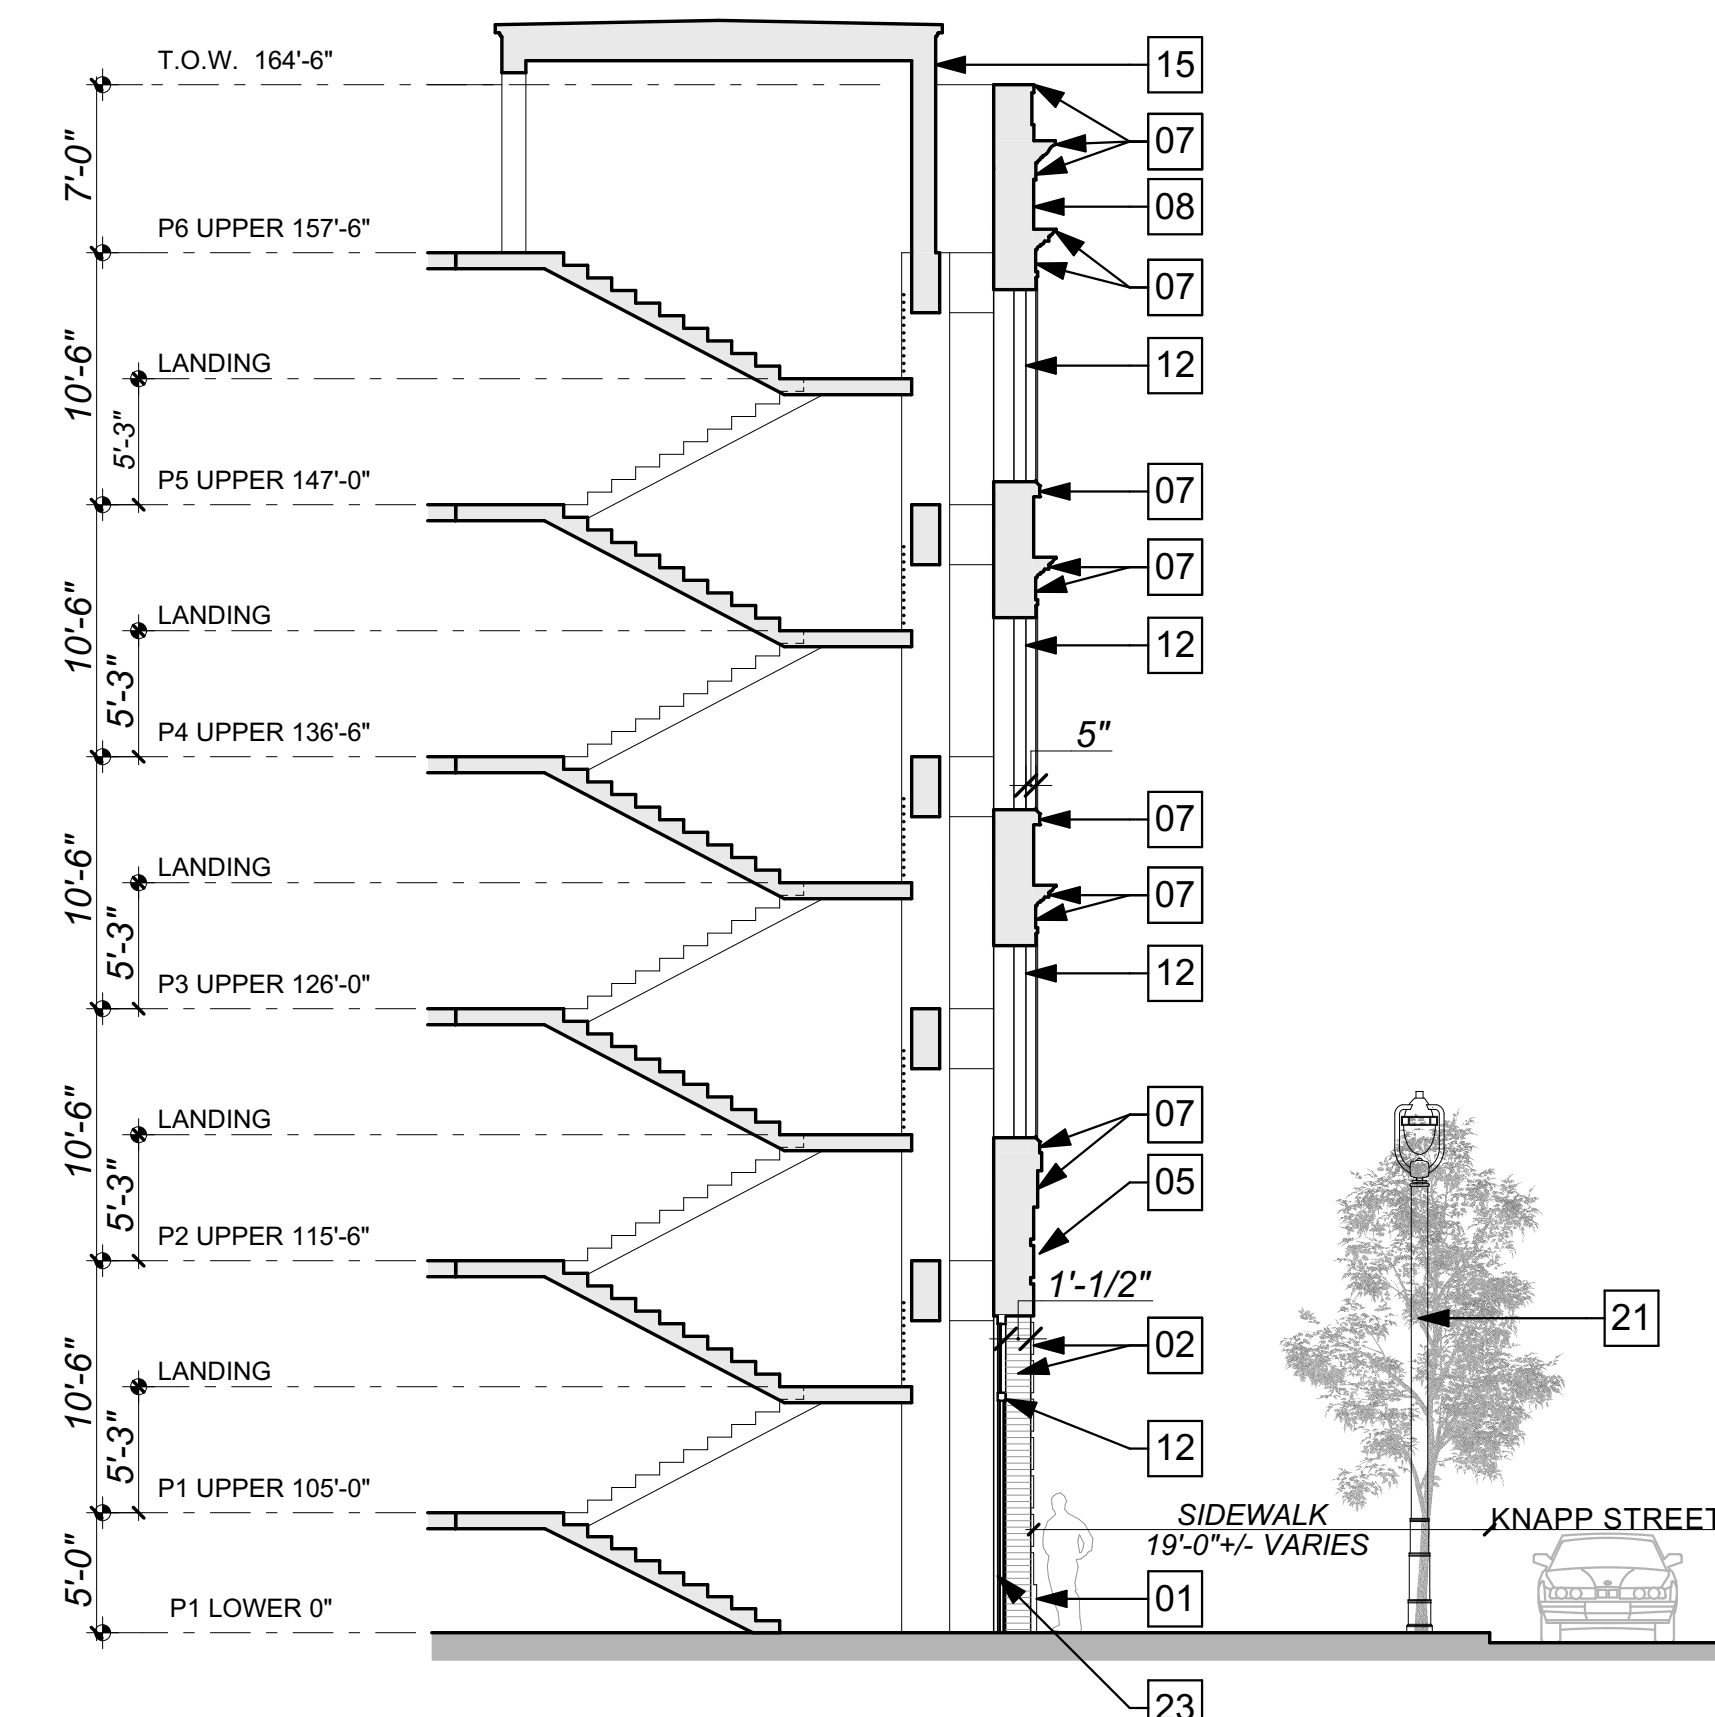 T.O.W. 164'-6"
15
7'-0"
07
08
P6 UPPER 157'-6"
07
10'-6"
LANDING
12
5'-3"
P5 UPPER 147'-0"
07
07
10'-6"
LANDING
12
5'-3"
P4 UPPER 136'-6"
5"
07
10'-6"
LANDING
07
5'-3"
12
P3 UPPER 126'-0"
10'-6"
LANDING
07
05
5'-3"
P2 UPPER 115'-6"
1'-1/2"
21
02
10'-6"
LANDING
12
5'-3"
P1 UPPER 105'-0"
SIDEWALK
KNAPP STREET
19'-0"+/- VARIES
5'-0"
01
P1 LOWER 0"
23